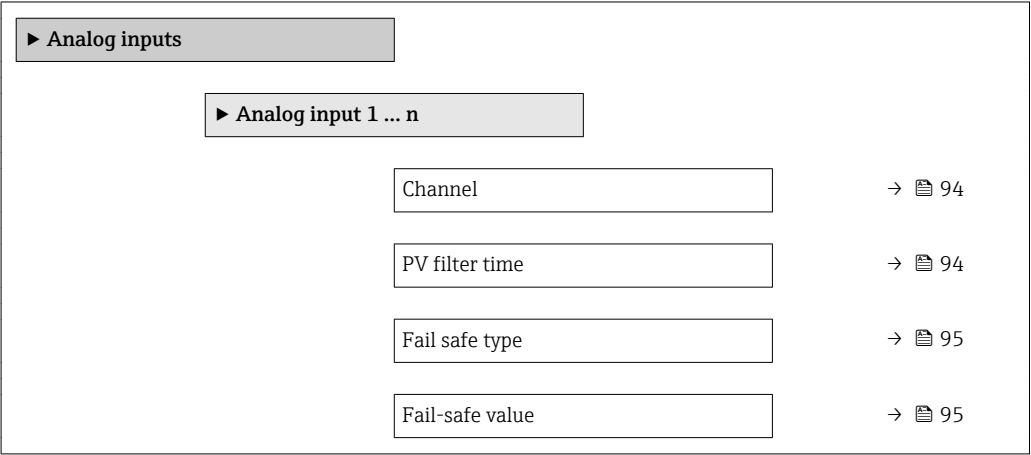 ▶ Analog inputs
▶ Analog input 1 ... n
Channel → 94
PV filter time → 94
Fail safe type → 95
Fail-safe value → 95